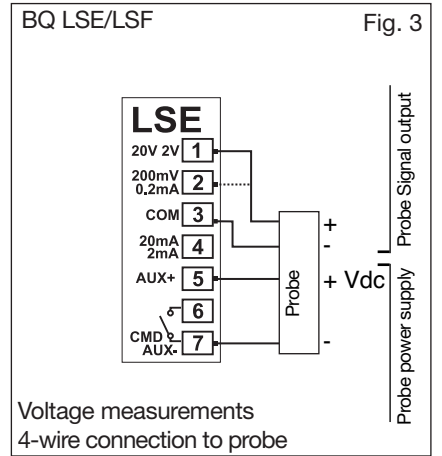 BQ LSE/LSF
Fig. 3
LSE
20V 2V 1
200mV
0.2mA 2
COM 3
20mA
2mA 4
AUX+ 5
6
CMD
AUX- 7
Probe
+
-
+ Vdc
-
Probe Signal output
Probe power supply
Voltage measurements
4-wire connection to probe